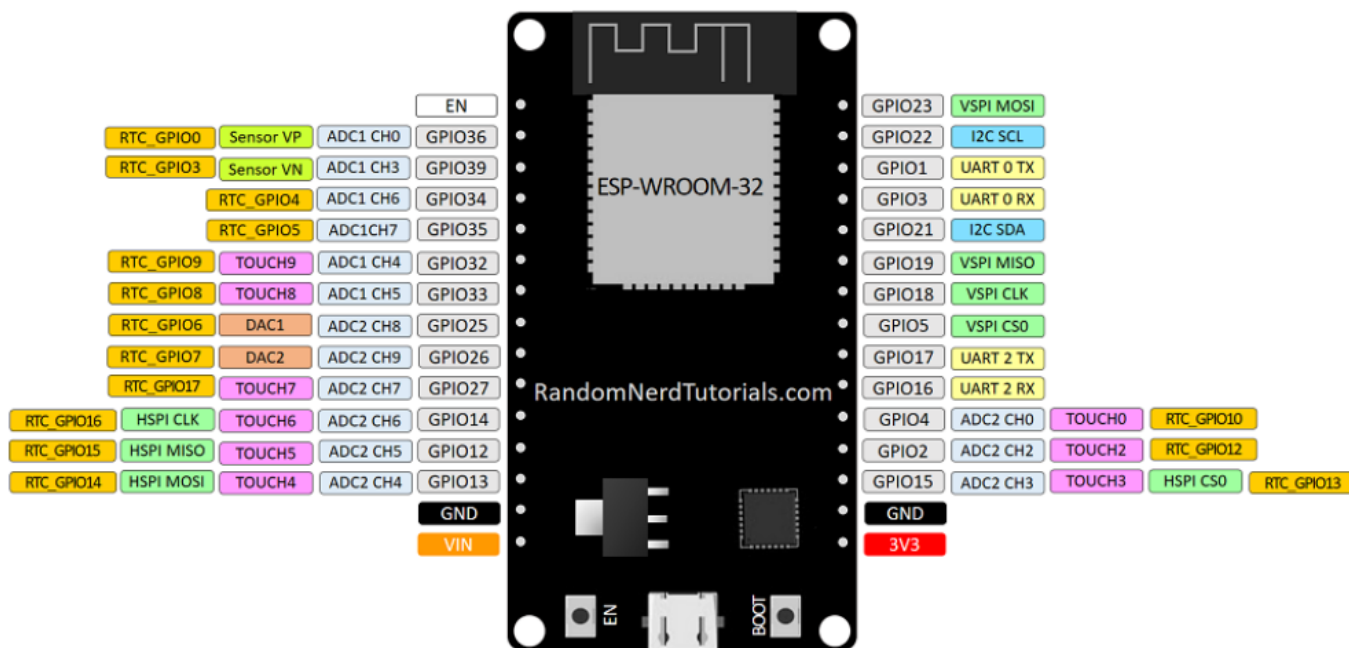 EN
GPIO23 VSPI MOSI
RTC_GPIO0 Sensor VP ADC1 CH0 GPIO36
GPIO22 I2C SCL
RTC_GPIO3 Sensor VN ADC1 CH3 GPIO39
GPIO1 UART 0 TX
ESP-WROOM-32
RTC_GPIO4 ADC1 CH6 GPIO34
GPIO3 UART 0 RX
RTC_GPIO5 ADC1CH7 GPIO35
GPIO21 I2C SDA
RTC_GPIO9 TOUCH9 ADC1 CH4 GPIO32
GPIO19 VSPI MISO
RTC_GPIO8 TOUCH8 ADC1 CH5 GPIO33
GPIO18 VSPI CLK
RTC_GPIO6 DAC1 ADC2 CH8 GPIO25
GPIO5 VSPI CS0
RTC_GPIO7 DAC2 ADC2 CH9 GPIO26
GPIO17 UART 2 TX
RTC_GPIO17 TOUCH7 ADC2 CH7 GPIO27
RandomNerdTutorials.com
GPIO16 UART 2 RX
RTC_GPIO16 HSPI CLK TOUCH6 ADC2 CH6 GPIO14
GPIO4 ADC2 CH0 TOUCH0 RTC_GPIO10
RTC_GPIO15 HSPI MISO TOUCH5 ADC2 CH5 GPIO12
GPIO2 ADC2 CH2 TOUCH2 RTC_GPIO12
RTC_GPIO14 HSPI MOSI TOUCH4 ADC2 CH4 GPIO13
GPIO15 ADC2 CH3 TOUCH3 HSPI CS0 RTC_GPIO13
GND
GND
VIN
3V3
EN
BOOT